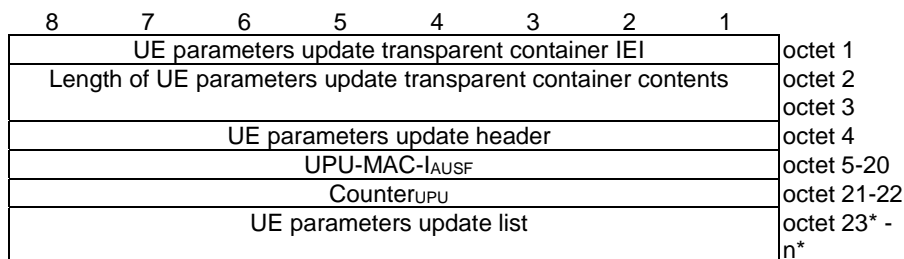 8 7 6 5 4 3 2 1
UE parameters update transparent container IEI octet 1
Length of UE parameters update transparent container contents octet 2
octet 3
UE parameters update header octet 4
UPU-MAC-IAUSF octet 5-20
CounterUPU octet 21-22
UE parameters update list octet 23* -
n*